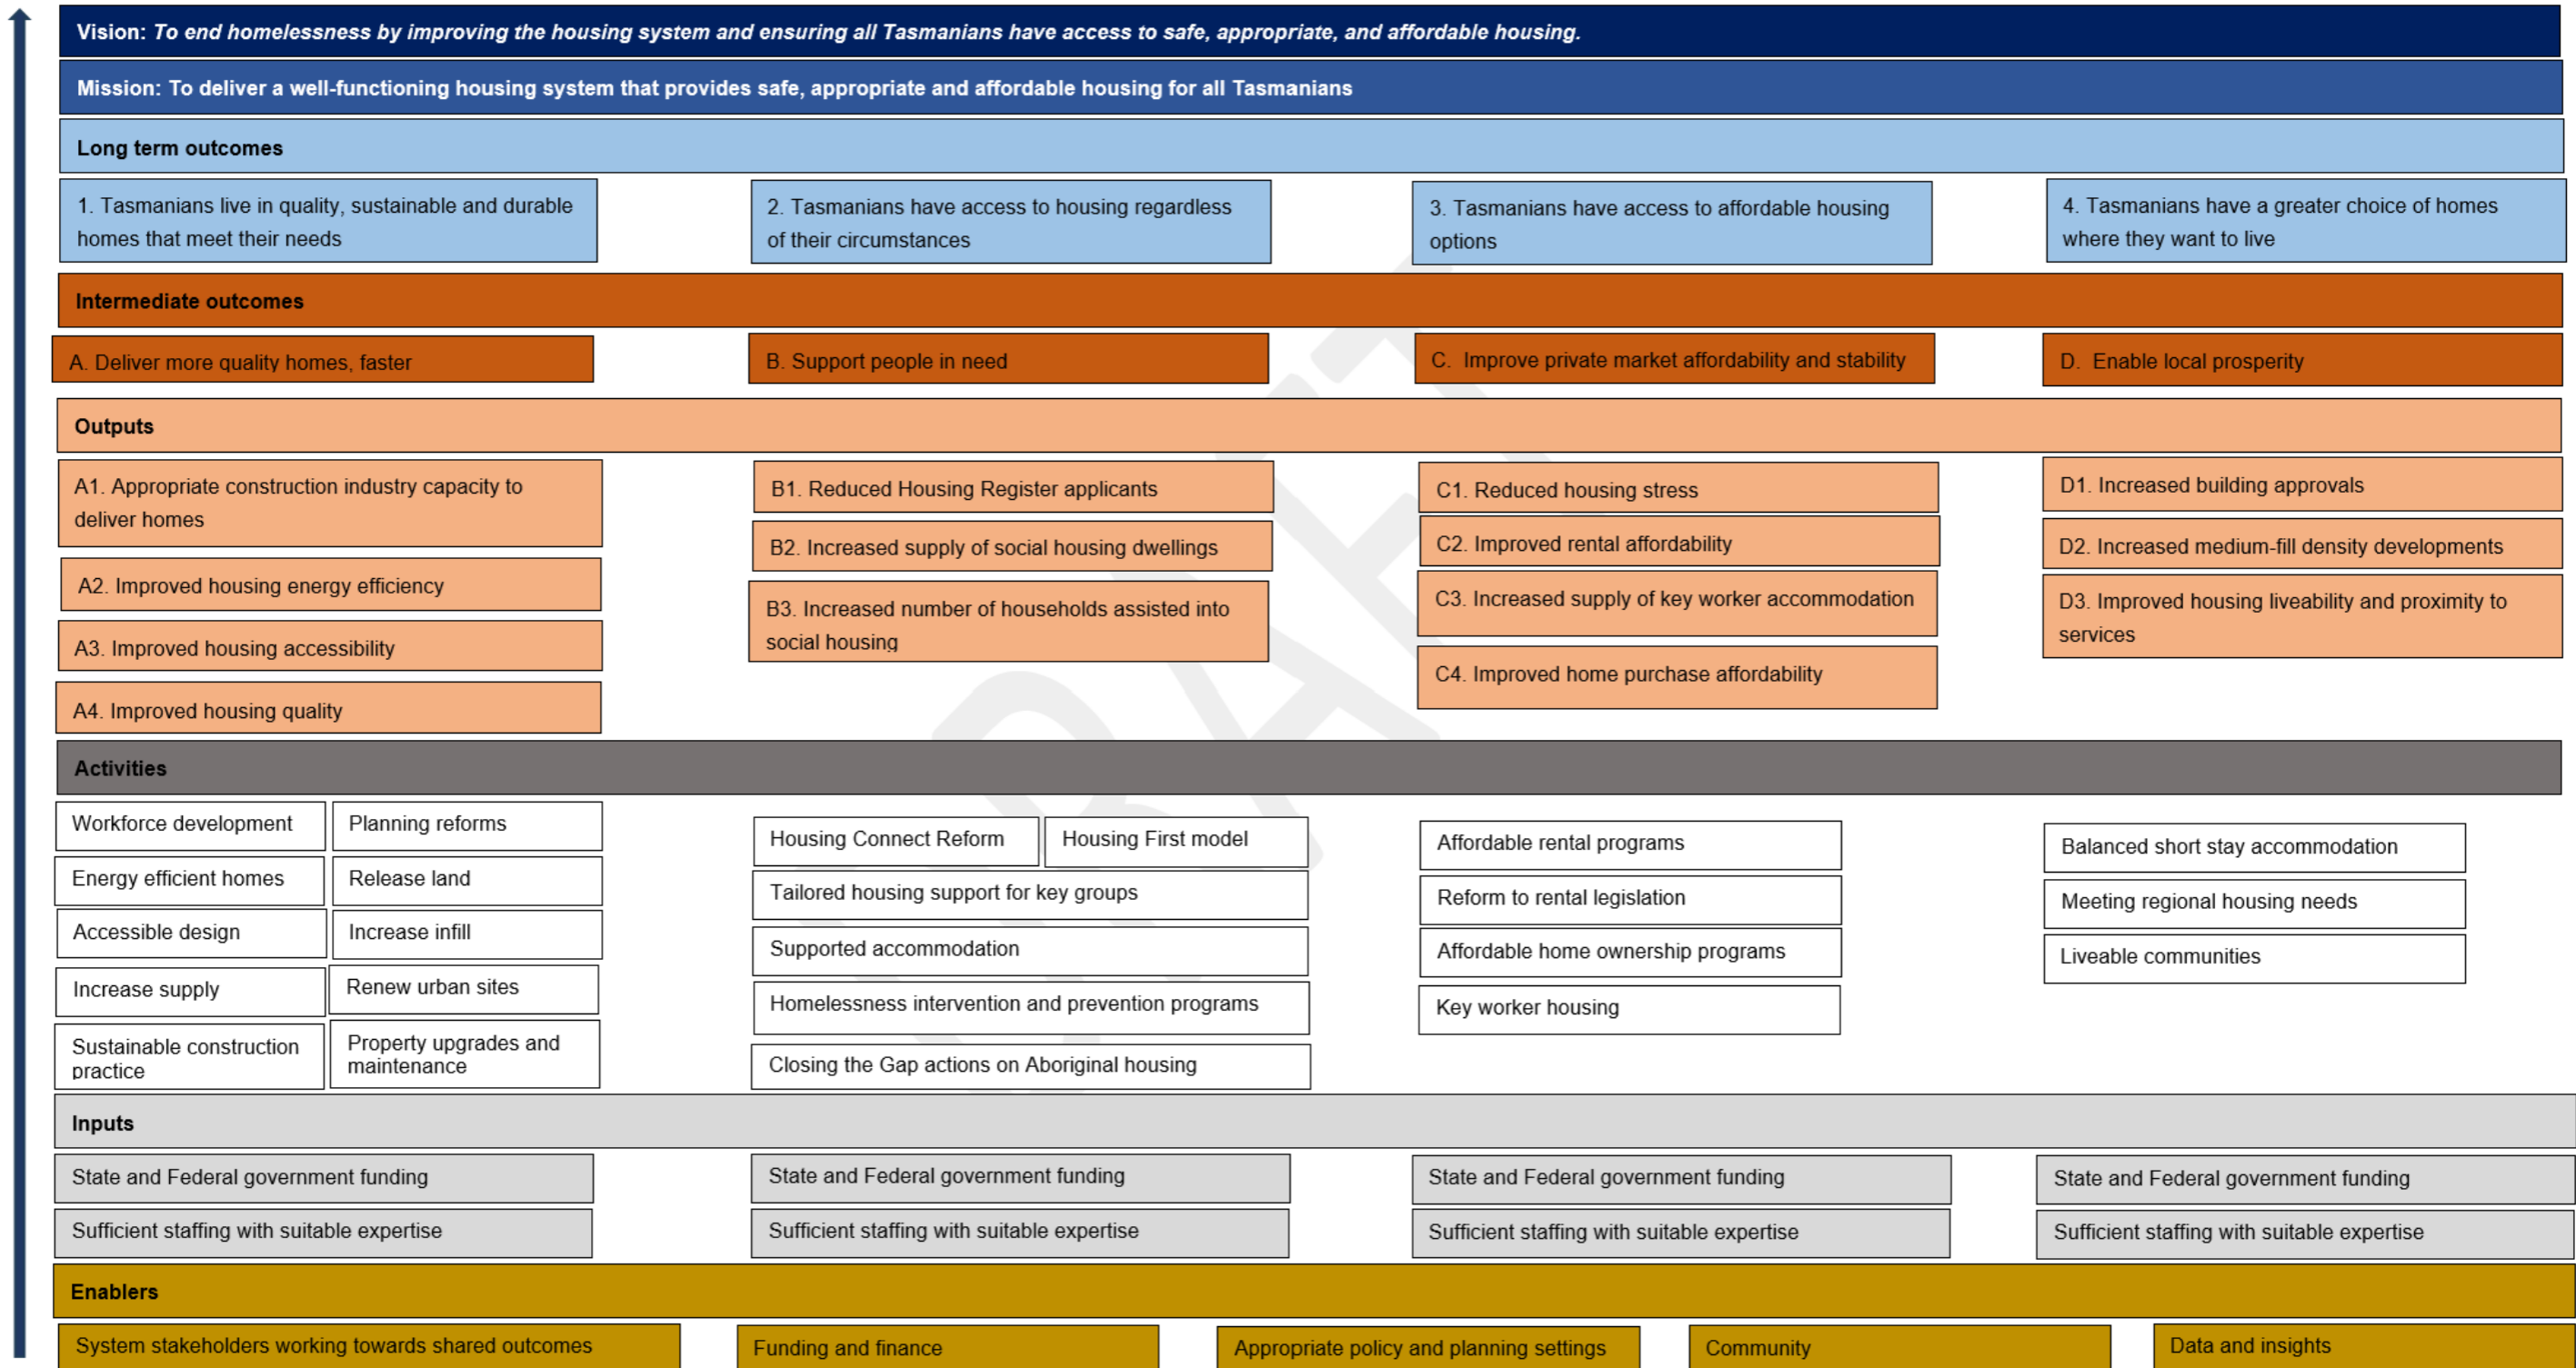 Vision: To end homelessness by improving the housing system and ensuring all Tasmanians have access to safe, appropriate, and affordable housing.
Mission: To deliver a well-functioning housing system that provides safe, appropriate and affordable housing for all Tasmanians
Long term outcomes
1. Tasmanians live in quality, sustainable and durable
homes that meet their needs
2. Tasmanians have access to housing regardless
of their circumstances
3. Tasmanians have access to affordable housing
options
4. Tasmanians have a greater choice of homes
where they want to live
Intermediate outcomes
A. Deliver more quality homes, faster
B. Support people in need
C. Improve private market affordability and stability
D. Enable local prosperity
Outputs
A1. Appropriate construction industry capacity to
deliver homes
A2. Improved housing energy efficiency
A3. Improved housing accessibility
A4. Improved housing quality
B1. Reduced Housing Register applicants
B2. Increased supply of social housing dwellings
B3. Increased number of households assisted into
social housing
C1. Reduced housing stress
C2. Improved rental affordability
C3. Increased supply of key worker accommodation
C4. Improved home purchase affordability
D1. Increased building approvals
D2. Increased medium-fill density developments
D3. Improved housing liveability and proximity to
services
Activities
Workforce development
Planning reforms
Energy efficient homes
Release land
Accessible design
Increase infill
Increase supply
Renew urban sites
Sustainable construction
practice
Property upgrades and
maintenance
Housing Connect Reform
Housing First model
Tailored housing support for key groups
Supported accommodation
Homelessness intervention and prevention programs
Closing the Gap actions on Aboriginal housing
Affordable rental programs
Reform to rental legislation
Affordable home ownership programs
Key worker housing
Balanced short stay accommodation
Meeting regional housing needs
Liveable communities
Inputs
State and Federal government funding
State and Federal government funding
State and Federal government funding
State and Federal government funding
Sufficient staffing with suitable expertise
Sufficient staffing with suitable expertise
Sufficient staffing with suitable expertise
Sufficient staffing with suitable expertise
Enablers
System stakeholders working towards shared outcomes
Funding and finance
Appropriate policy and planning settings
Community
Data and insights
DRAFT